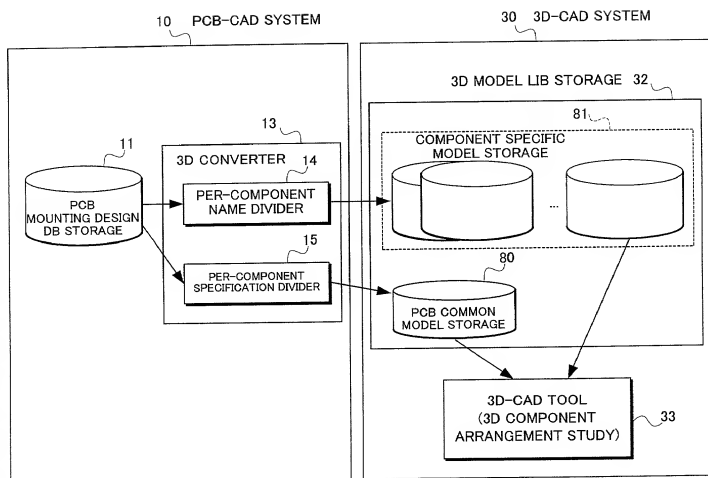 10 PCB-CAD SYSTEM
30 3D-CAD SYSTEM
3D MODEL LIB STORAGE 32
81
COMPONENT SPECIFIC
MODEL STORAGE
...
13
3D CONVERTER
14
PER-COMPONENT
NAME DIVIDER
11
PCB
MOUNTING DESIGN
DB STORAGE
15
PER-COMPONENT
SPECIFICATION DIVIDER
80
PCB COMMON
MODEL STORAGE
3D-CAD TOOL
(3D COMPONENT
ARRANGEMENT STUDY)
33